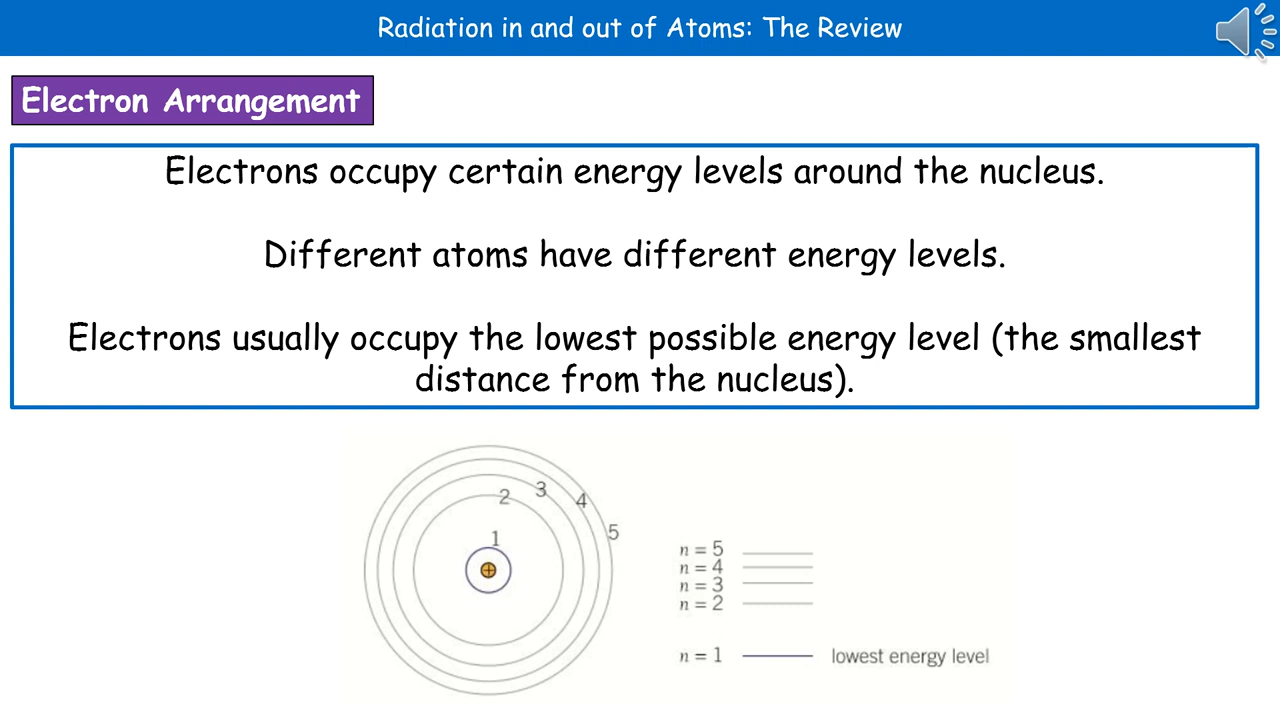 Radiation in and out of Atoms: The Review
Electron Arrangement
Electrons occupy certain energy levels around the nucleus.
Different atoms have different energy levels.
Electrons usually occupy the lowest possible energy level (the smallest
distance from the nucleus).
1
2
3
4
5
n = 5
n = 4
n = 3
n = 2
n = 1 lowest energy level